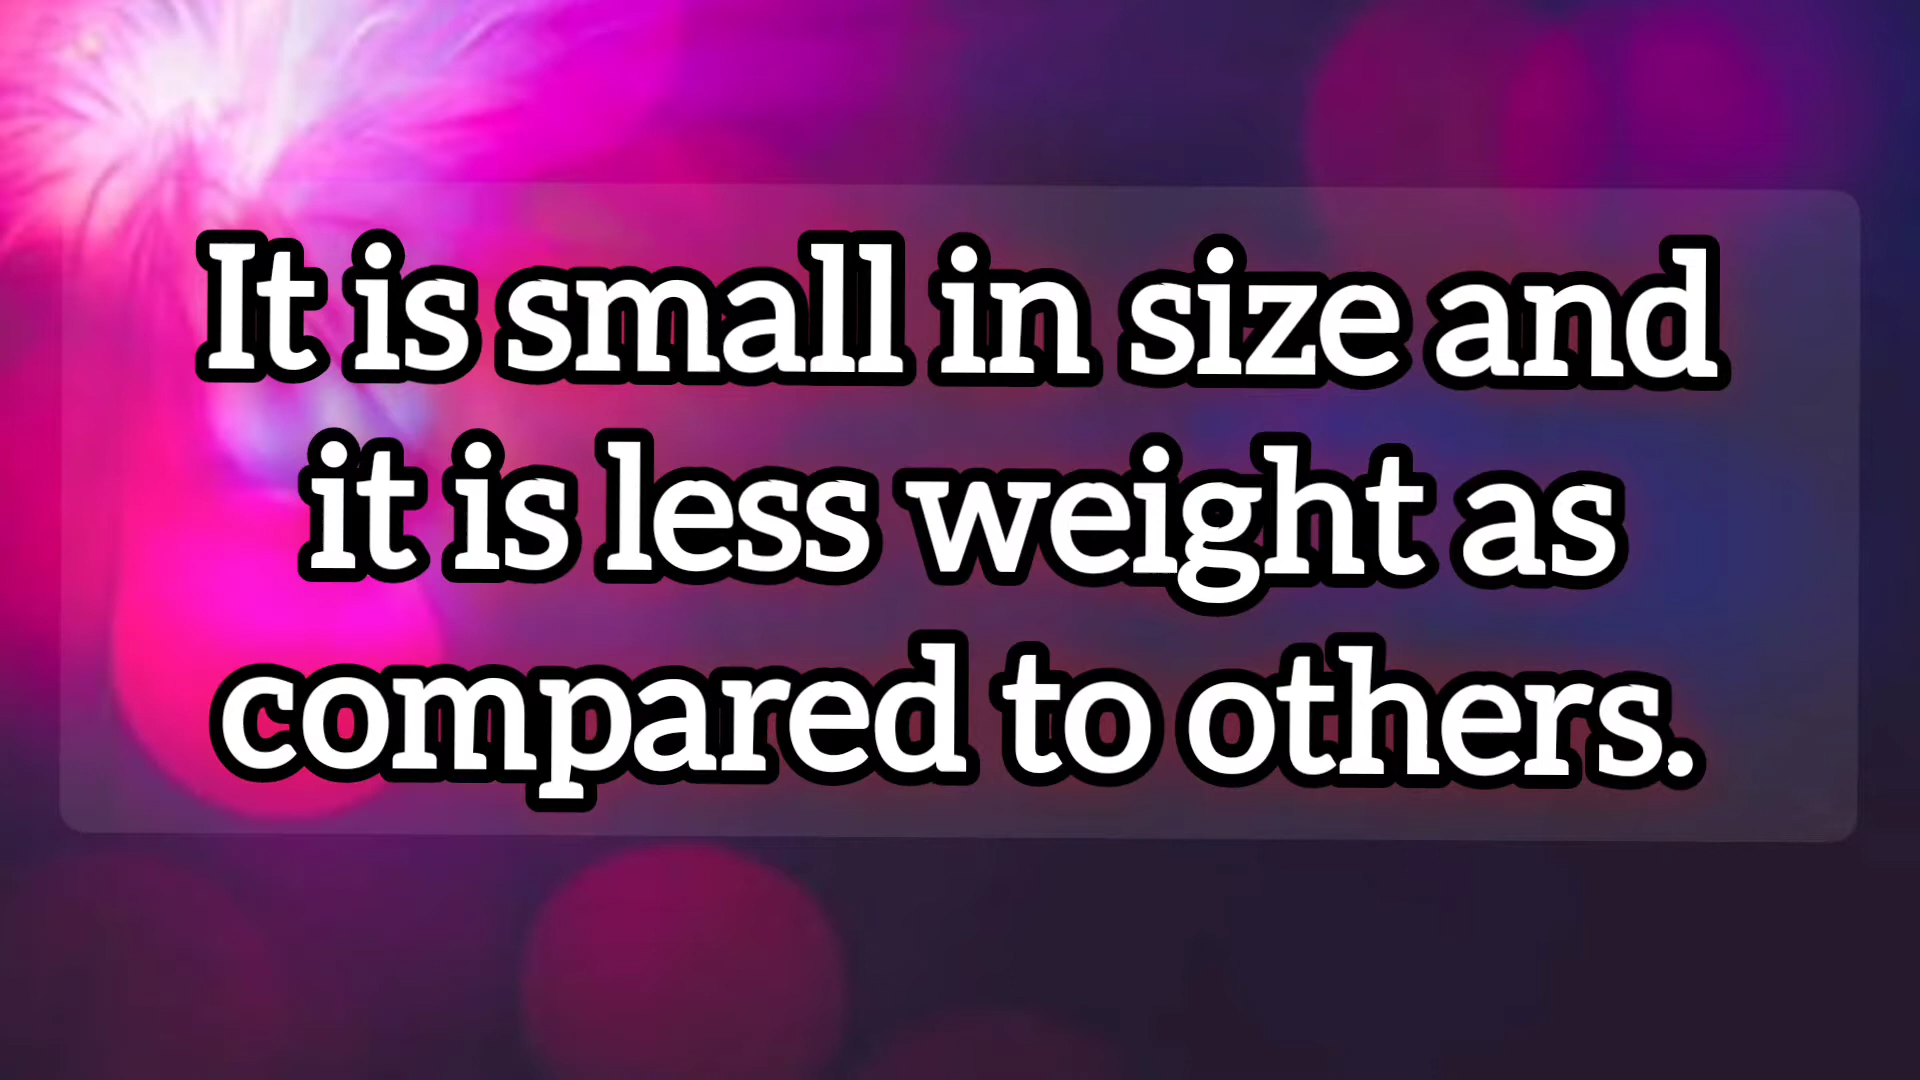 It is small in size and
it is less weight as
compared to others.